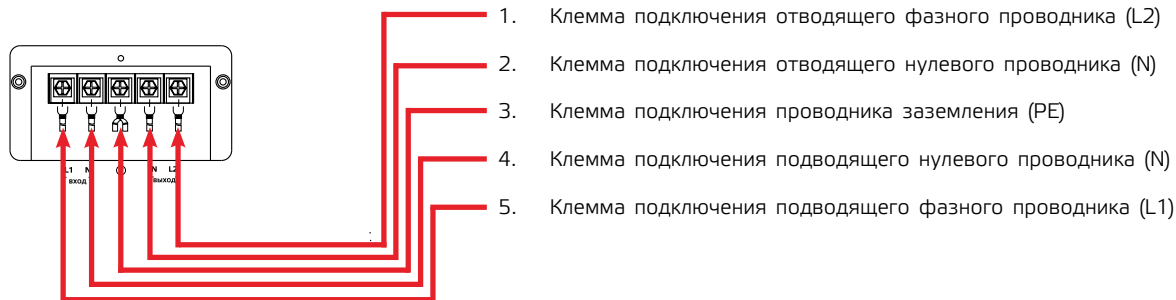 1. Клемма подключения отводящего фазного проводника (L2)
2. Клемма подключения отводящего нулевого проводника (N)
3. Клемма подключения проводника заземления (PE)
4. Клемма подключения подводящего нулевого проводника (N)
5. Клемма подключения подводящего фазного проводника (L1)
L1 N N L2
вход выход
: